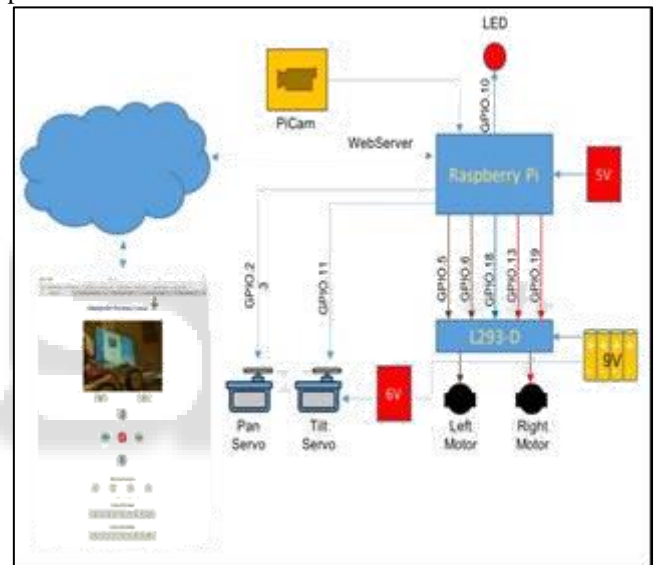 LED
PiCam
GPIO.10
WebServer
Raspberry Pi
5V
GPIO.2
3
GPIO.11
GPIO.5
GPIO.6
GPIO.18
GPIO.13
GPIO.19
L293-D
9V
6V
Pan
Servo
Tilt
Servo
Left
Motor
Right
Motor